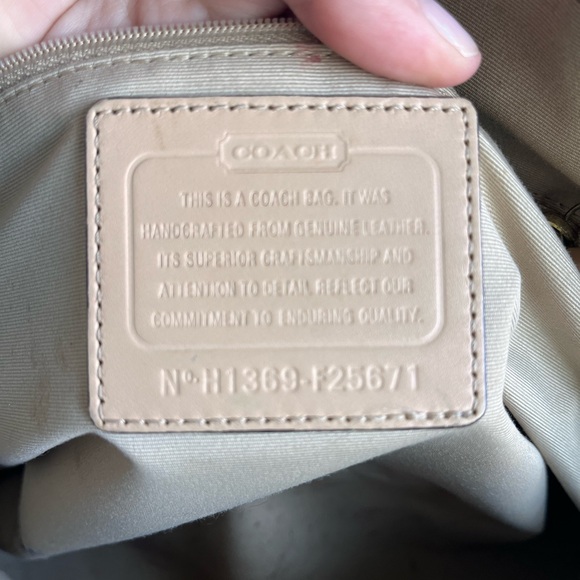 COACH
THIS IS A COACH BAG. IT WAS
HANDCRAFTED FROM GENUINE LEATHER.
ITS SUPERIOR CRAFTSMANSHIP AND
ATTENTION TO DETAIL REFLECT OUR
COMMITMENT TO ENDURING QUALITY.
No. H1369-F25671